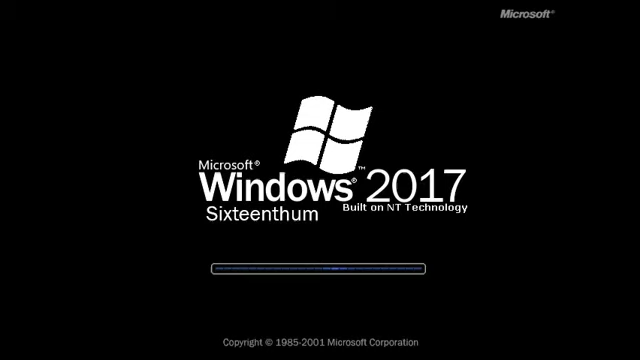 Microsoft®
Microsoft®
Windows® 2017
Built on NT Technology
Sixteenthum
Copyright © 1985-2001 Microsoft Corporation